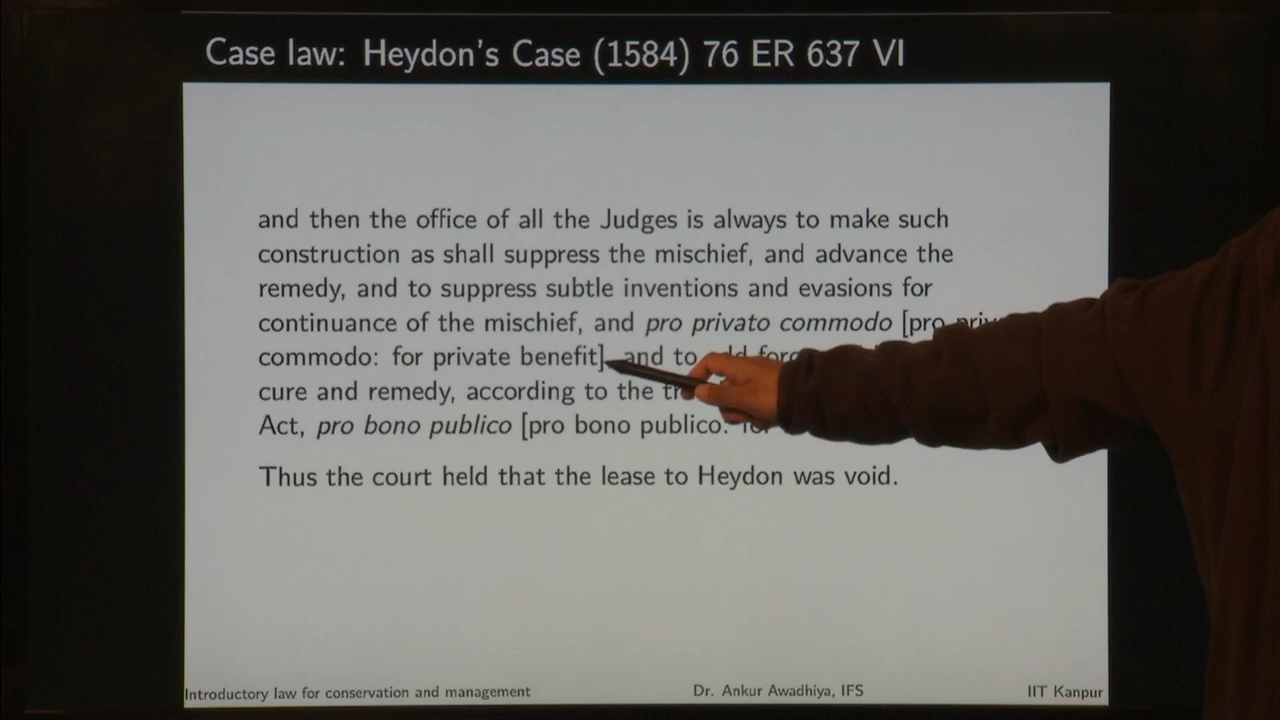 Case law: Heydon's Case (1584) 76 ER 637 VI
and then the office of all the Judges is always to make such
construction as shall suppress the mischief, and advance the
remedy, and to suppress subtle inventions and evasions for
continuance of the mischief, and pro privato commodo [pro
commodo: for private benefit], and to add
cure and remedy, according to the
Act, pro bono publico [pro bono publico:
Thus the court held that the lease to Heydon was void.
Introductory law for conservation and management Dr. Ankur Awadhiya, IFS IIT Kanpur